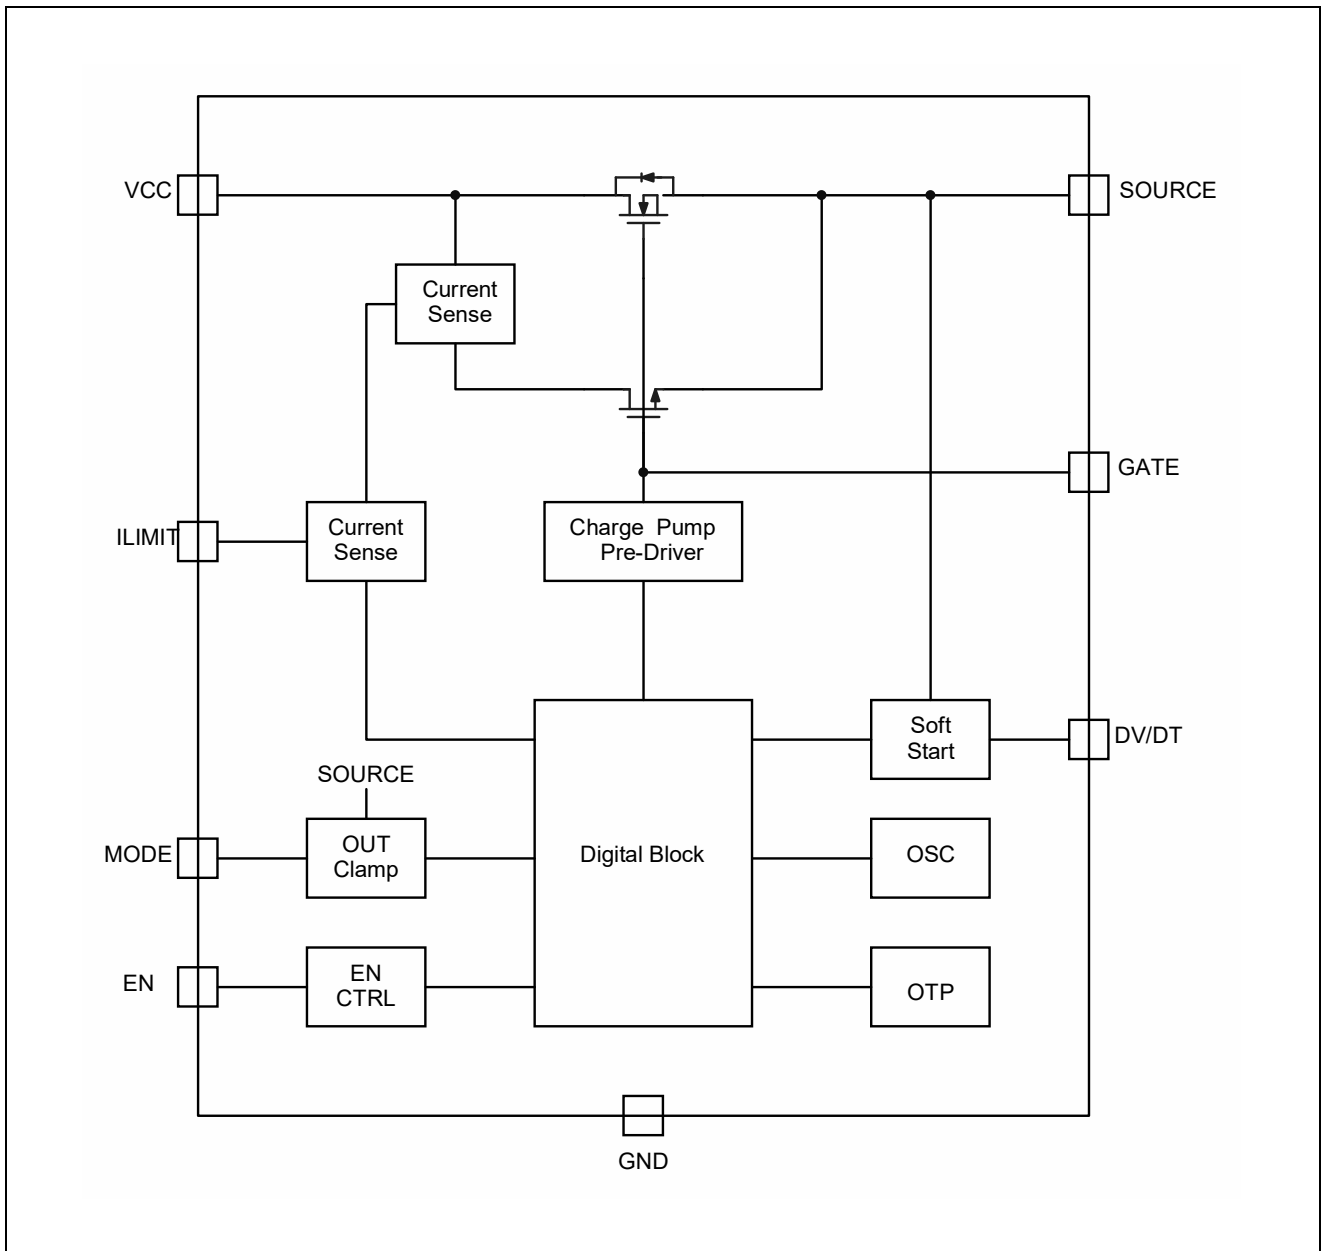 VCC
SOURCE
Current
Sense
GATE
ILIMIT
Current
Sense
Charge Pump
Pre-Driver
Soft
Start
DV/DT
SOURCE
MODE
OUT
Clamp
Digital Block
OSC
EN
EN
CTRL
OTP
GND